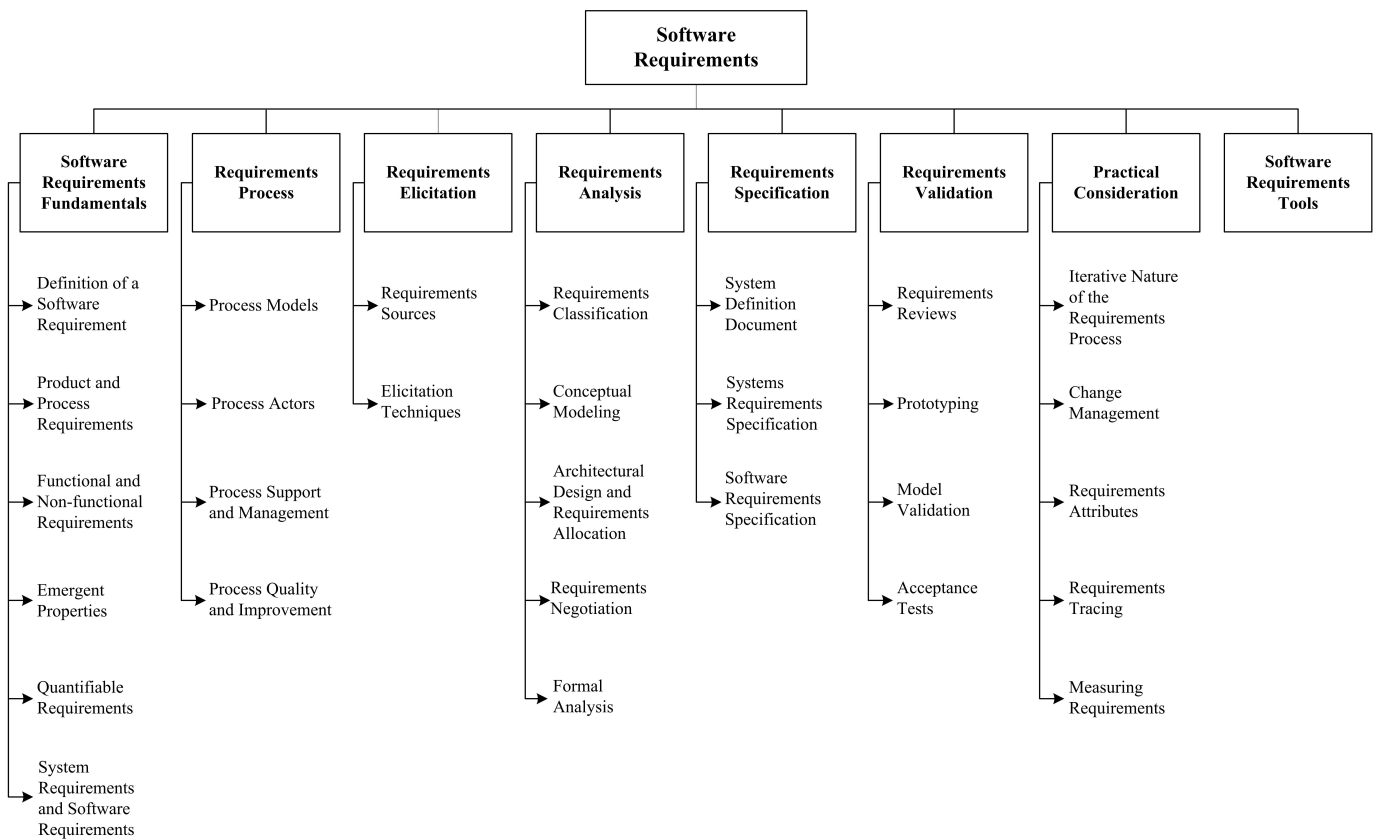 Software
Requirements
Software
Requirements
Fundamentals
Requirements
Process
Requirements
Elicitation
Requirements
Analysis
Requirements
Specification
Requirements
Validation
Practical
Consideration
Software
Requirements
Tools
Definition of a
Software
Requirement
Product and
Process
Requirements
Functional and
Non-functional
Requirements
Emergent
Properties
Quantifiable
Requirements
System
Requirements
and Software
Requirements
Process Models
Process Actors
Process Support
and Management
Process Quality
and Improvement
Requirements
Sources
Elicitation
Techniques
Requirements
Classification
Conceptual
Modeling
Architectural
Design and
Requirements
Allocation
Requirements
Negotiation
Formal
Analysis
System
Definition
Document
Systems
Requirements
Specification
Software
Requirements
Specification
Requirements
Reviews
Prototyping
Model
Validation
Acceptance
Tests
Iterative Nature
of the
Requirements
Process
Change
Management
Requirements
Attributes
Requirements
Tracing
Measuring
Requirements